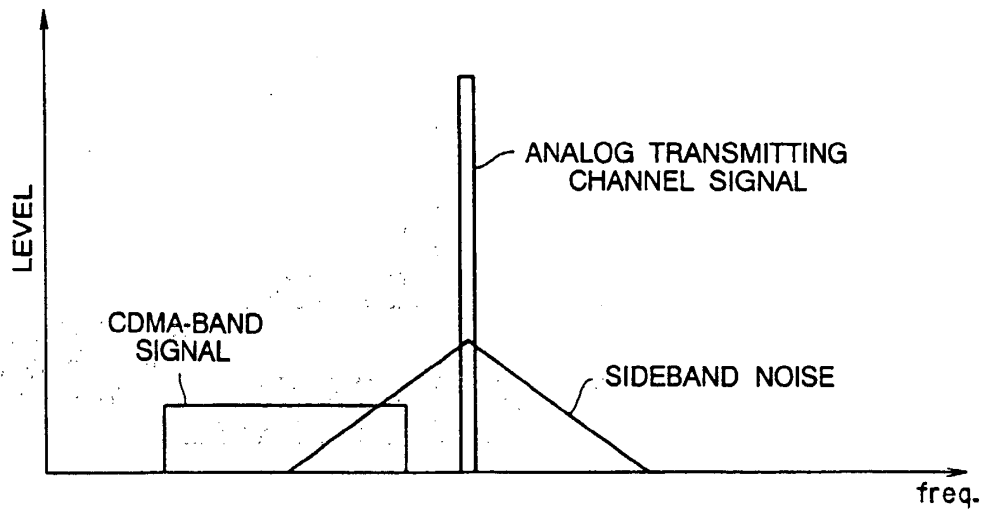 LEVEL
ANALOG TRANSMITTING
CHANNEL SIGNAL
CDMA-BAND
SIGNAL
SIDEBAND NOISE
freq.